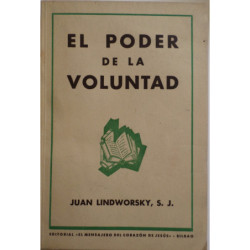 EL PODER
DE LA
VOLUNTAD
JUAN LINDWORSKY, S. J.
EDITORIAL «EL MENSAJERO DEL CORAZÓN DE JESÚS» - BILBAO